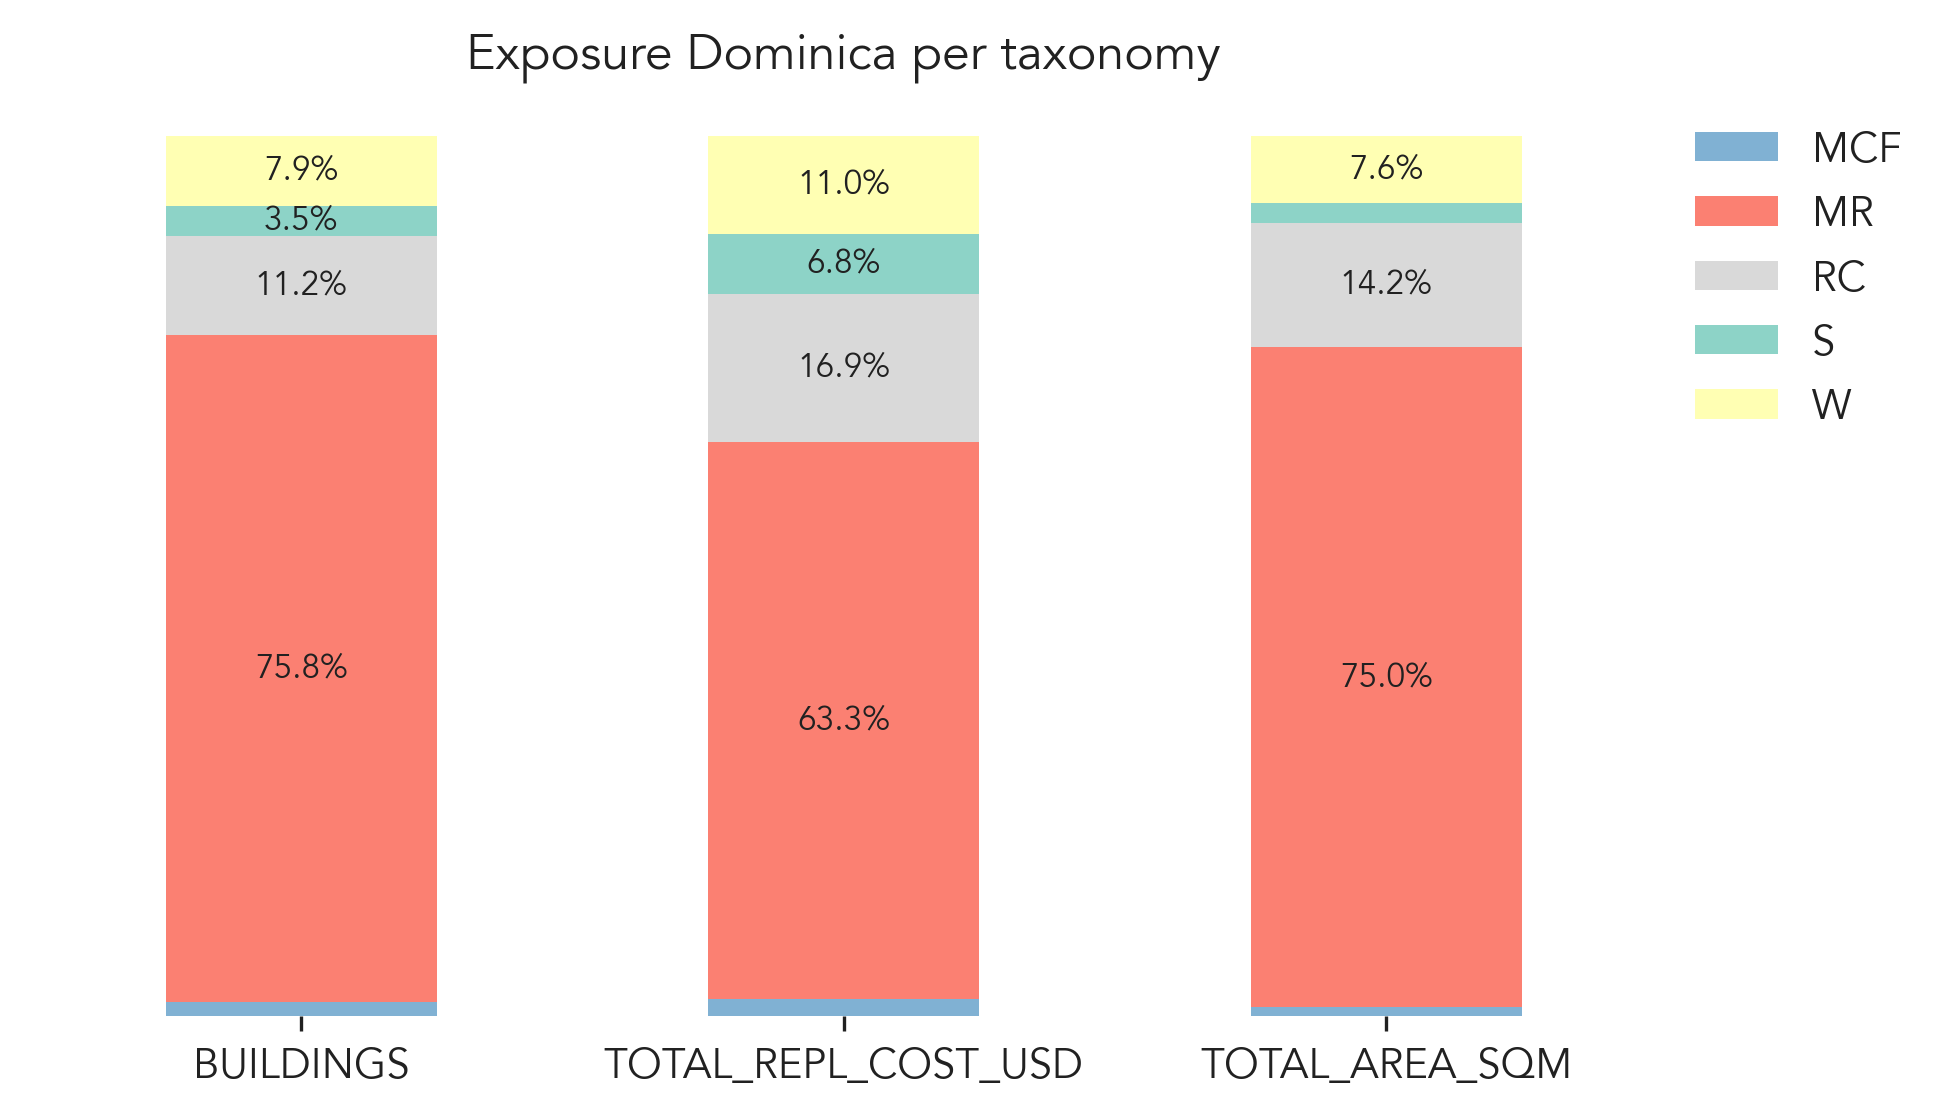 Exposure Dominica per taxonomy
7.9%
3.5%
11.2%
75.8%
11.0%
6.8%
16.9%
63.3%
7.6%
14.2%
75.0%
MCF
MR
RC
S
W
BUILDINGS
TOTAL_REPL_COST_USD
TOTAL_AREA_SQM